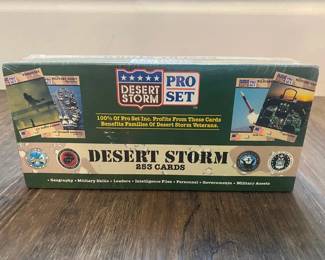 DESERT STORM
PRO SET
100% Of Pro Set Inc. Profits From These Cards
Benefits Families Of Desert Storm Veterans.
DESERT STORM
253 CARDS
• Geography • Military Skills • Leaders • Intelligence Files • Personnel • Governments • Military Assets